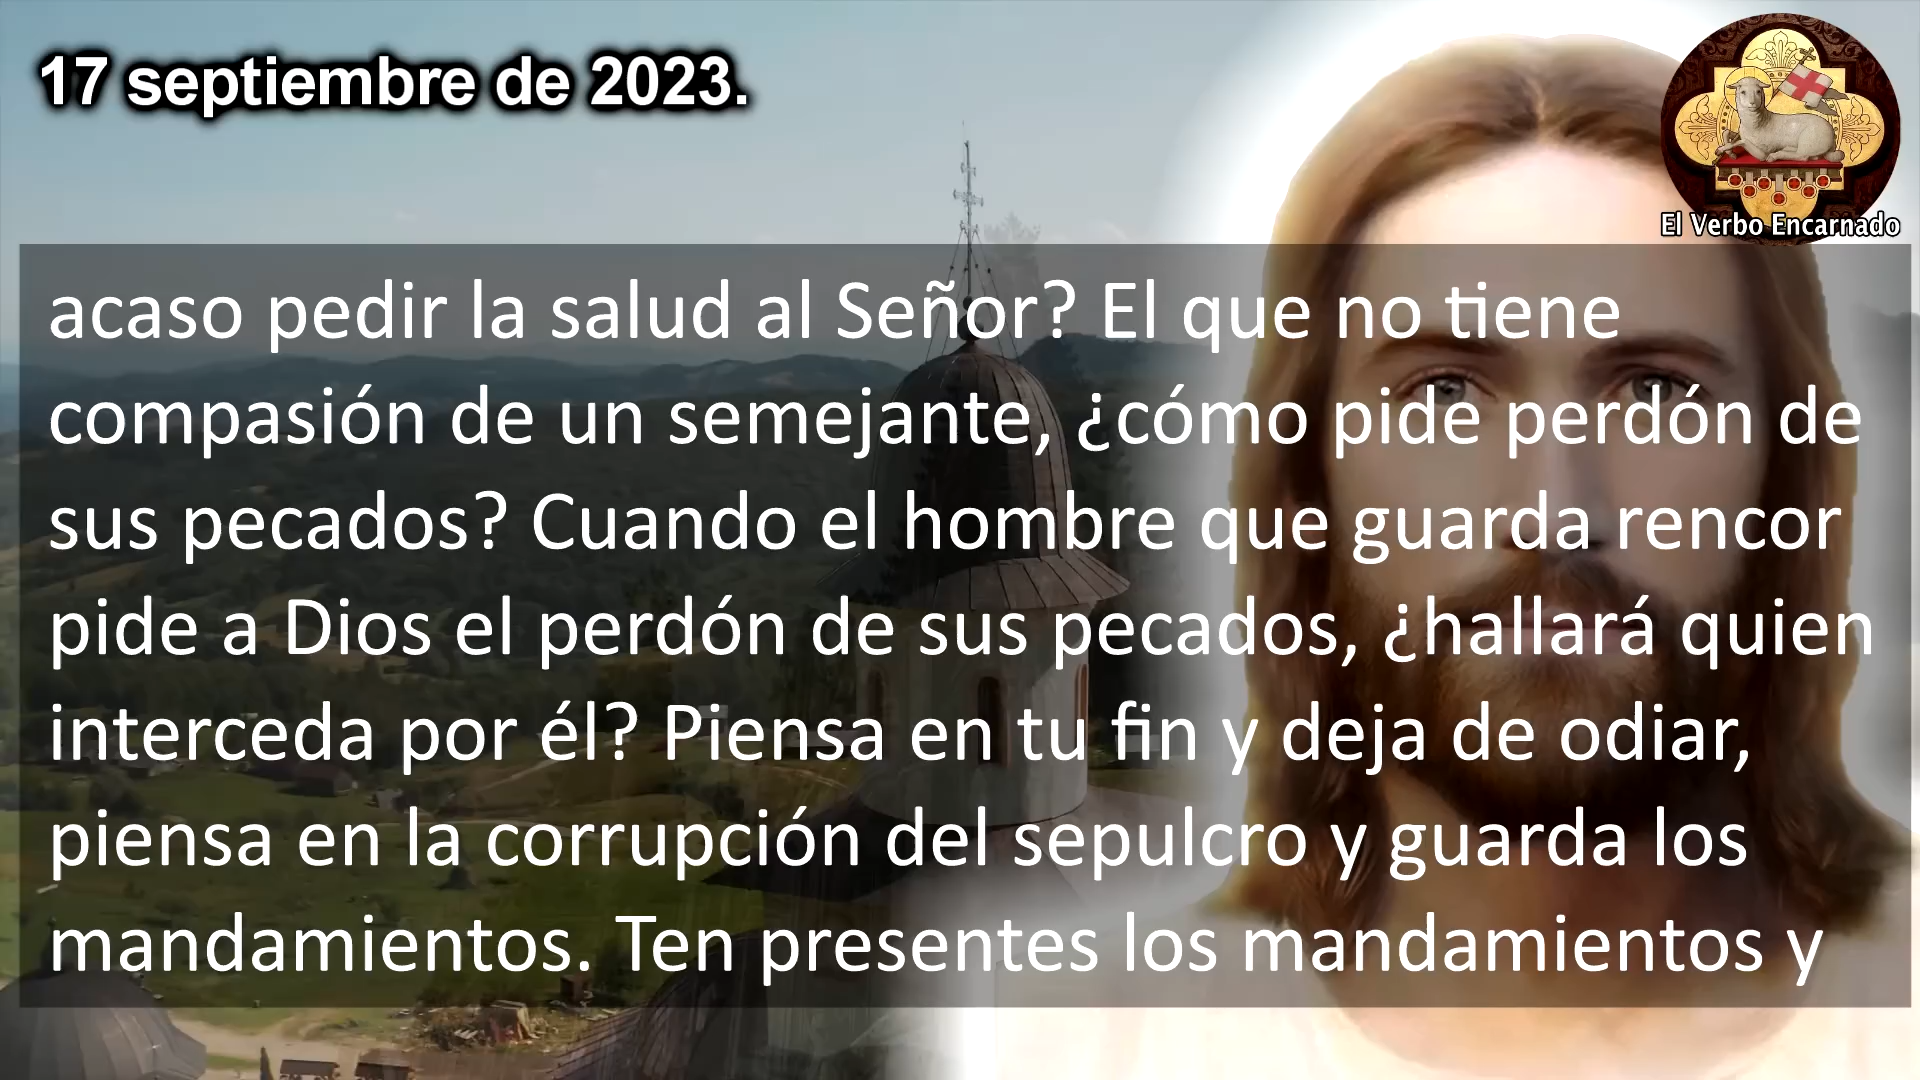 17 septiembre de 2023.
El Verbo Encarnado
acaso pedir la salud al Señor? El que no tiene
compasión de un semejante, ¿cómo pide perdón de
sus pecados? Cuando el hombre que guarda rencor
pide a Dios el perdón de sus pecados, ¿hallará quien
interceda por él? Piensa en tu fin y deja de odiar,
piensa en la corrupción del sepulcro y guarda los
mandamientos. Ten presentes los mandamientos y